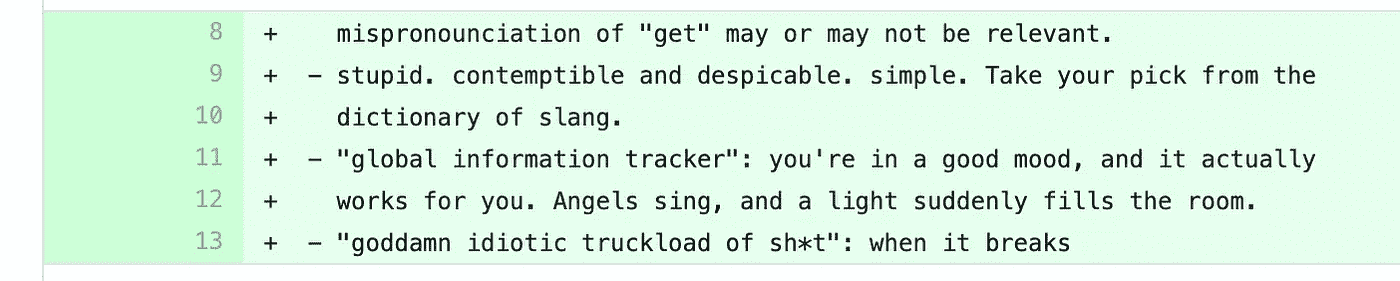 8 + mispronounciation of "get" may or may not be relevant.
9 + - stupid. contemptible and despicable. simple. Take your pick from the
10 + dictionary of slang.
11 + - "global information tracker": you're in a good mood, and it actually
12 + works for you. Angels sing, and a light suddenly fills the room.
13 + - "goddamn idiotic truckload of sh*t": when it breaks